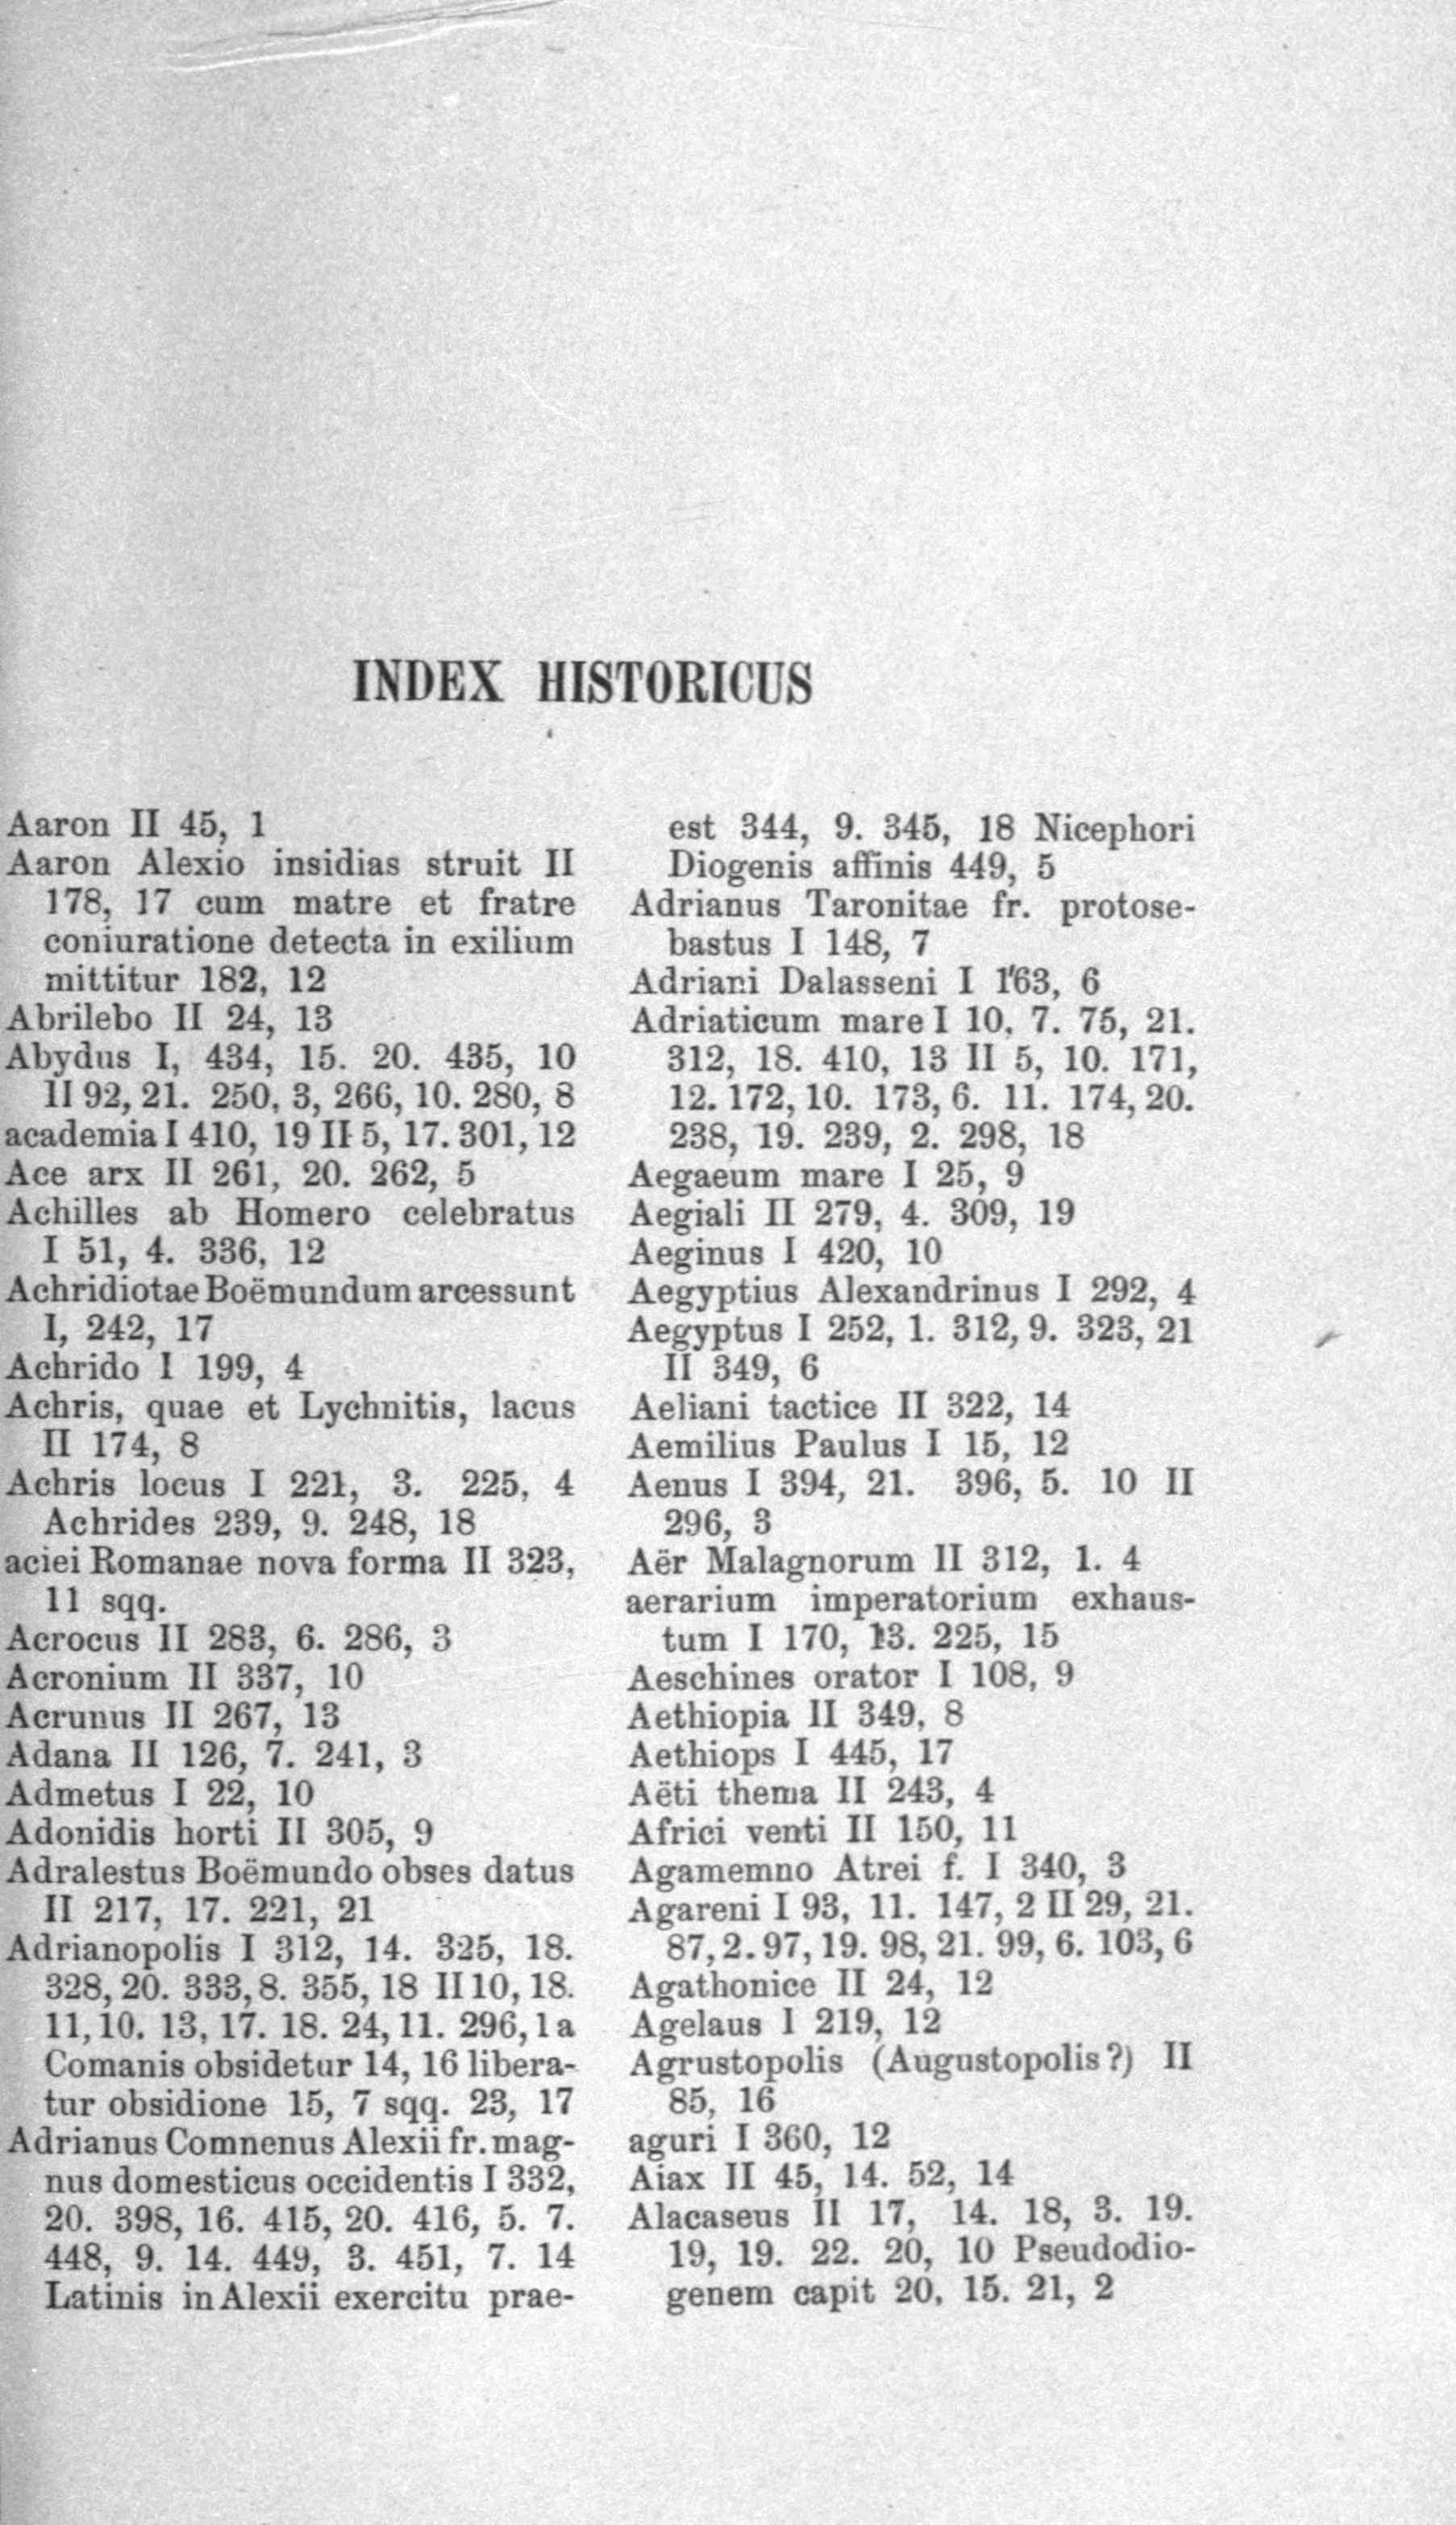 INDEX HISTORICUS
Aaron II 45, 1
Aaron Alexio insidias struit II
178, 17 cum matre et fratre
coniuratione detecta in exilium
mittitur 182, 12
Abrilebo II 24, 13
Abydus I, 434, 15. 20. 435, 10
II 92, 21. 250, 3, 266, 10. 280, 8
academia I 410, 19 II 5, 17. 301, 12
Ace arx II 261, 20. 262, 5
Achilles ab Homero celebratus
I 51, 4. 336, 12
Achridiotae Boëmundum arcessunt
I, 242, 17
Achrido I 199, 4
Achris, quae et Lychnitis, lacus
II 174, 8
Achris locus I 221, 3. 225, 4
Achrides 239, 9. 248, 18
aciei Romanae nova forma II 323,
11 sqq.
Acrocus II 283, 6. 286, 3
Acronium II 337, 10
Acrunus II 267, 13
Adana II 126, 7. 241, 3
Admetus I 22, 10
Adonidis horti II 305, 9
Adralestus Boëmundo obses datus
II 217, 17. 221, 21
Adrianopolis I 312, 14. 325, 18.
328, 20. 333, 8. 355, 18 II 10, 18.
11, 10. 13, 17. 18. 24, 11. 296, 1 a
Comanis obsidetur 14, 16 libera-
tur obsidione 15, 7 sqq. 23, 17
Adrianus Comnenus Alexii fr. mag-
nus domesticus occidentis I 332,
20. 398, 16. 415, 20. 416, 5. 7.
448, 9. 14. 449, 3. 451, 7. 14
Latinis in Alexii exercitu prae-
est 344, 9. 345, 18 Nicephori
Diogenis affinis 449, 5
Adrianus Taronitae fr. protose-
bastus I 148, 7
Adriani Dalasseni I 163, 6
Adriaticum mare I 10, 7. 75, 21.
312, 18. 410, 13 II 5, 10. 171,
12. 172, 10. 173, 6. 11. 174, 20.
238, 19. 239, 2. 298, 18
Aegaeum mare I 25, 9
Aegiali II 279, 4. 309, 19
Aeginus I 420, 10
Aegyptius Alexandrinus I 292, 4
Aegyptus I 252, 1. 312, 9. 323, 21
II 349, 6
Aeliani tactice II 322, 14
Aemilius Paulus I 15, 12
Aenus I 394, 21. 396, 5. 10 II
296, 3
Aër Malagnorum II 312, 1. 4
aerarium imperatorium exhaus-
tum I 170, 13. 225, 15
Aeschines orator I 108, 9
Aethiopia II 349, 8
Aethiops I 445, 17
Aëti thema II 243, 4
Africi venti II 150, 11
Agamemno Atrei f. I 340, 3
Agareni I 93, 11. 147, 2 II 29, 21.
87, 2. 97, 19. 98, 21. 99, 6. 103, 6
Agathonice II 24, 12
Agelaus I 219, 12
Agrustopolis (Augustopolis?) II
85, 16
aguri I 360, 12
Aiax II 45, 14. 52, 14
Alacaseus II 17, 14. 18, 3. 19.
19, 19. 22. 20, 10 Pseudodio-
genem capit 20, 15. 21, 2